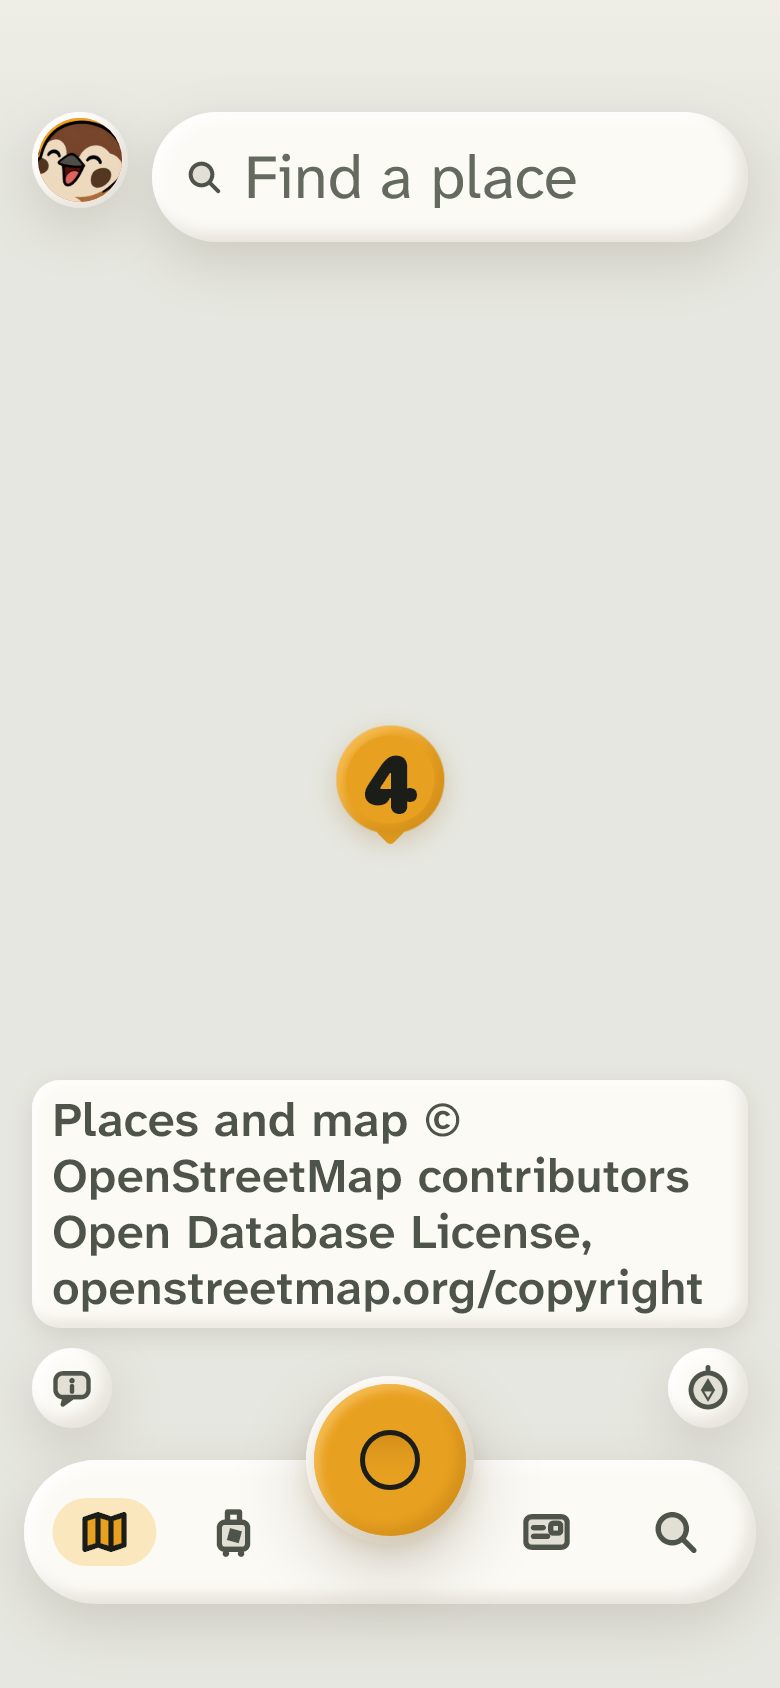 Find a place
4
Places and map ©
OpenStreetMap contributors
Open Database License,
openstreetmap.org/copyright